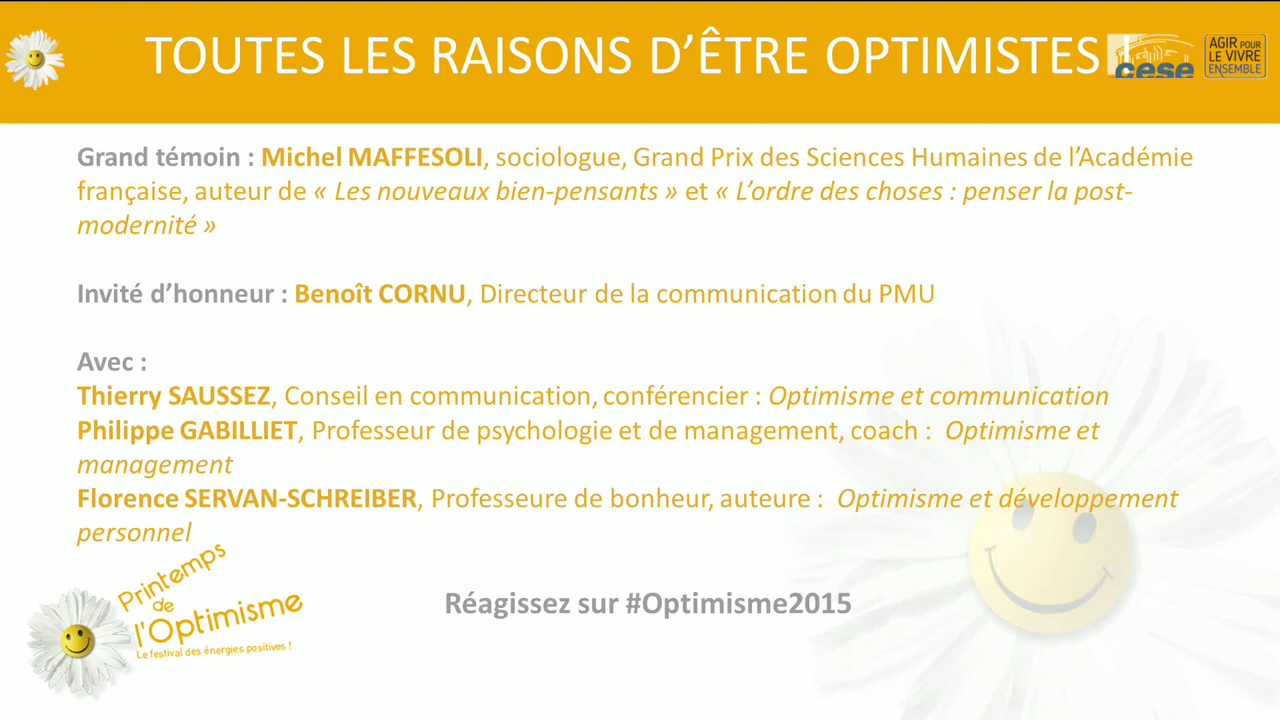 TOUTES LES RAISONS D’ÊTRE OPTIMISTES !
cese
AGIR POUR
LE VIVRE
ENSEMBLE
Grand témoin : Michel MAFFESOLI, sociologue, Grand Prix des Sciences Humaines de l’Académie
française, auteur de « Les nouveaux bien-pensants » et « L’ordre des choses : penser la post-
modernité »
Invité d’honneur : Benoît CORNU, Directeur de la communication du PMU
Avec :
Thierry SAUSSEZ, Conseil en communication, conférencier : Optimisme et communication
Philippe GABILLIET, Professeur de psychologie et de management, coach : Optimisme et
management
Florence SERVAN-SCHREIBER, Professeure de bonheur, auteure : Optimisme et développement
personnel
Printemps
de
l'Optimisme
Le festival des énergies positives !
Réagissez sur #Optimisme2015